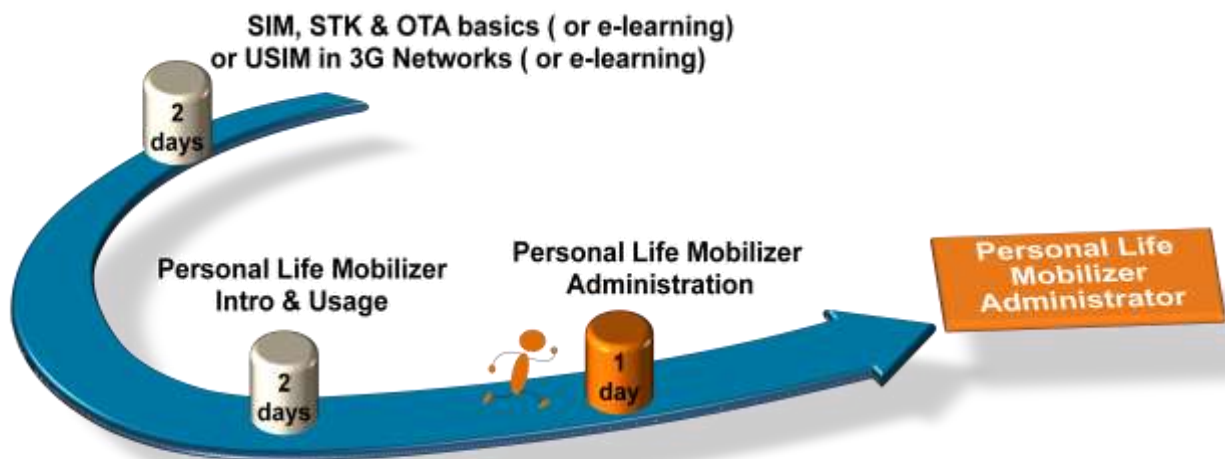 SIM, STK & OTA basics ( or e-learning)
or USIM in 3G Networks ( or e-learning)
2
days
Personal Life Mobilizer
Intro & Usage
2
days
Personal Life Mobilizer
Administration
1
day
Personal Life
Mobilizer
Administrator